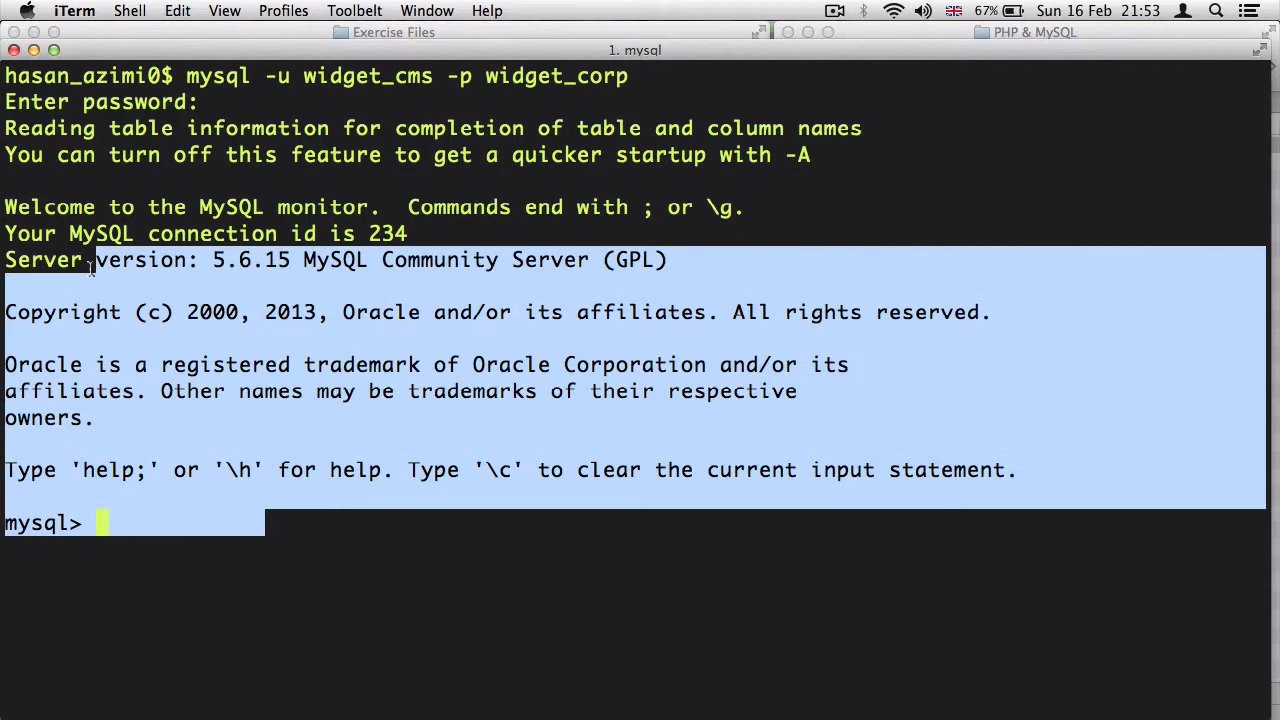 iTerm Shell Edit View Profiles Toolbelt Window Help 67% Sun 16 Feb 21:53
Exercise Files PHP & MySQL
1. mysql
hasan_azimi0$ mysql -u widget_cms -p widget_corp
Enter password:
Reading table information for completion of table and column names
You can turn off this feature to get a quicker startup with -A
Welcome to the MySQL monitor.  Commands end with ; or \g.
Your MySQL connection id is 234
Server version: 5.6.15 MySQL Community Server (GPL)
Copyright (c) 2000, 2013, Oracle and/or its affiliates. All rights reserved.
Oracle is a registered trademark of Oracle Corporation and/or its
affiliates. Other names may be trademarks of their respective
owners.
Type 'help;' or '\h' for help. Type '\c' to clear the current input statement.
mysql>